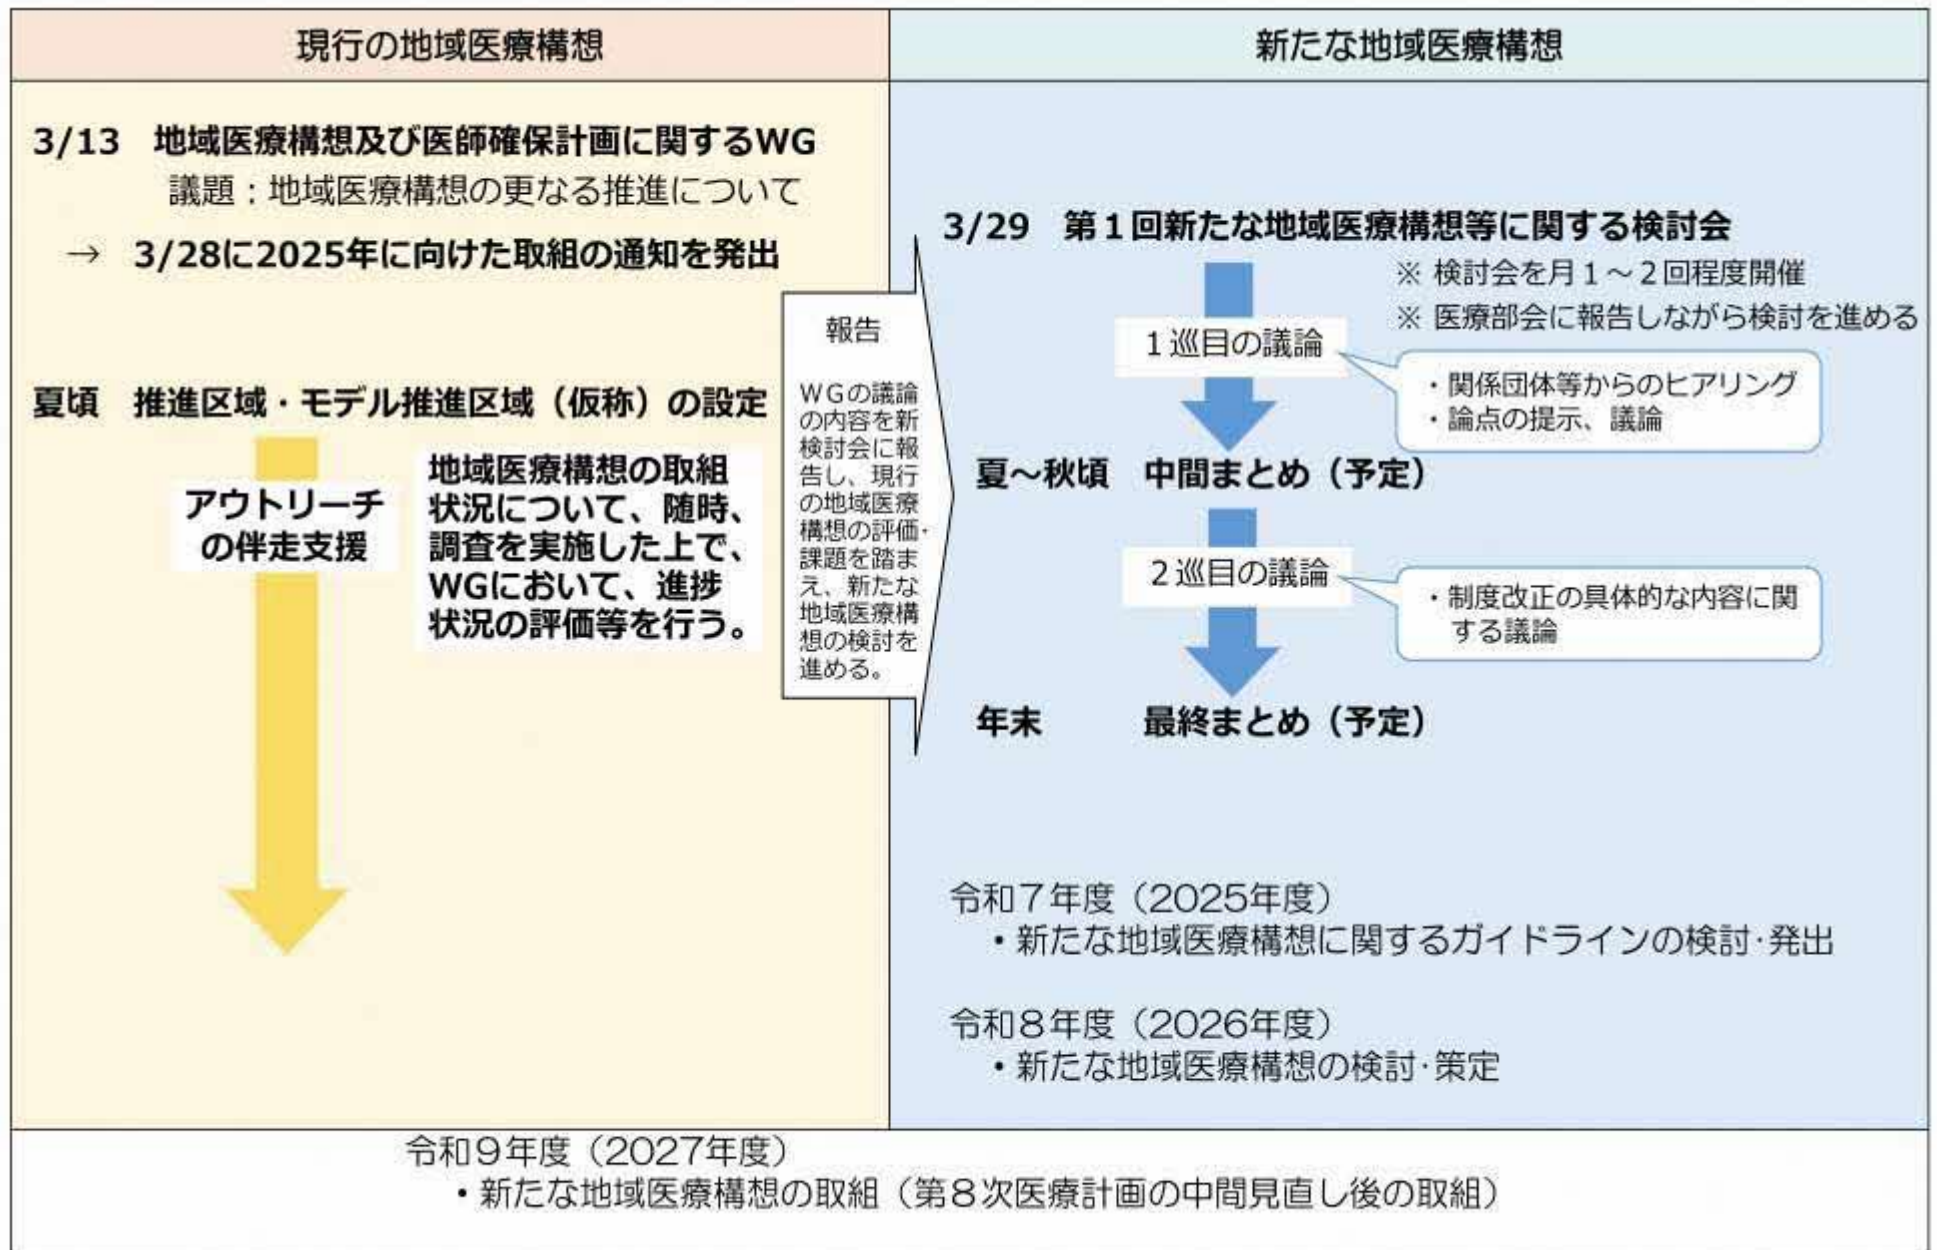 現行の地域医療構想
3/13 地域医療構想及び医師確保計画に関するWG
議題：地域医療構想の更なる推進について
→ 3/28に2025年に向けた取組の通知を発出
夏頃 推進区域・モデル推進区域（仮称）の設定
アウトリーチ
の伴走支援
地域医療構想の取組
状況について、随時、
調査を実施した上で、
WGにおいて、進捗
状況の評価等を行う。
報告
ＷＧの議論
の内容を新
検討会に報
告し、現行
の地域医療
構想の評価･
課題を踏ま
え、新たな
地域医療構
想の検討を
進める。
新たな地域医療構想
3/29 第１回新たな地域医療構想等に関する検討会
※ 検討会を月１～２回程度開催
※ 医療部会に報告しながら検討を進める
１巡目の議論
・関係団体等からのヒアリング
・論点の提示、議論
夏～秋頃 中間まとめ（予定）
２巡目の議論
・制度改正の具体的な内容に関
する議論
年末 最終まとめ（予定）
令和７年度（2025年度）
・新たな地域医療構想に関するガイドラインの検討･発出
令和８年度（2026年度）
・新たな地域医療構想の検討･策定
令和９年度（2027年度）
・新たな地域医療構想の取組（第８次医療計画の中間見直し後の取組）